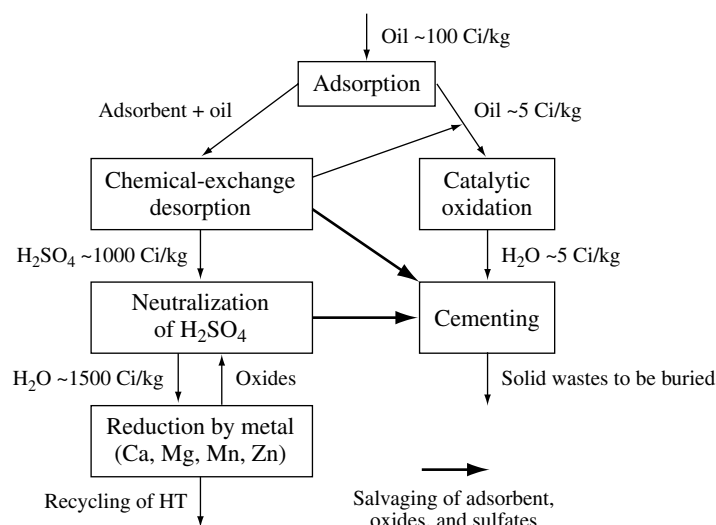 Oil ~100 Ci/kg
Adsorption
Adsorbent + oil
Oil ~5 Ci/kg
Chemical-exchange
desorption
Catalytic
oxidation
H₂SO₄ ~1000 Ci/kg
H₂O ~5 Ci/kg
Neutralization
of H₂SO₄
Cementing
H₂O ~1500 Ci/kg
Oxides
Solid wastes to be buried
Reduction by metal
(Ca, Mg, Mn, Zn)
Recycling of HT
Salvaging of adsorbent,
oxides, and sulfates